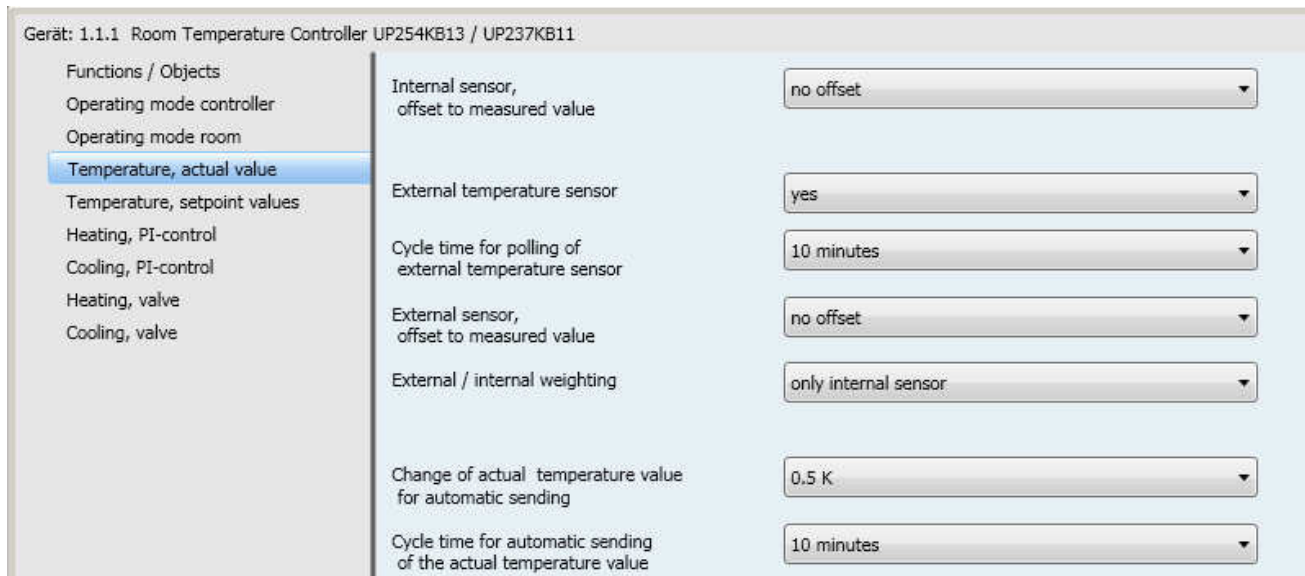 Gerät: 1.1.1 Room Temperature Controller UP254KB13 / UP237KB11
Functions / Objects
Operating mode controller
Operating mode room
Temperature, actual value
Temperature, setpoint values
Heating, PI-control
Cooling, PI-control
Heating, valve
Cooling, valve
Internal sensor,
offset to measured value
no offset
External temperature sensor
yes
Cycle time for polling of
external temperature sensor
10 minutes
External sensor,
offset to measured value
no offset
External / internal weighting
only internal sensor
Change of actual temperature value
for automatic sending
0.5 K
Cycle time for automatic sending
of the actual temperature value
10 minutes